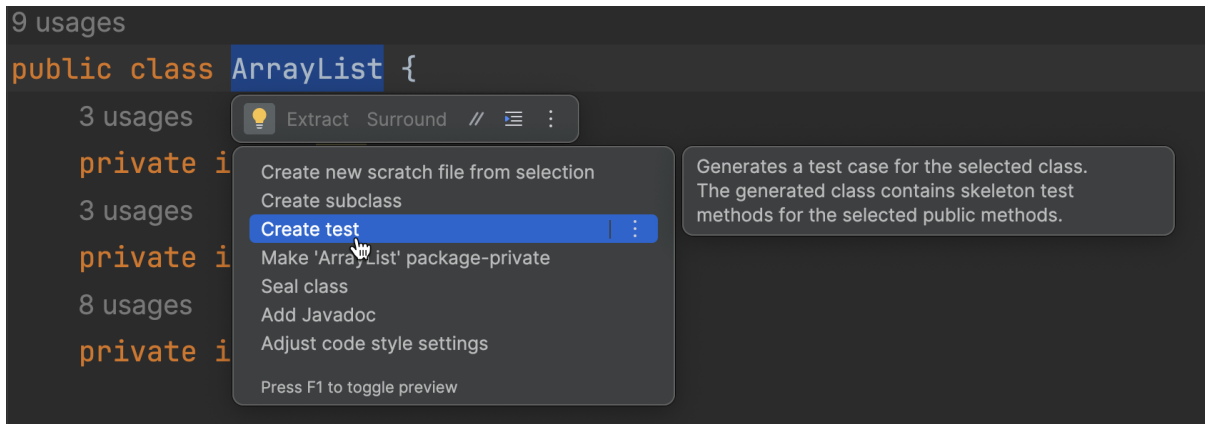 9 usages
public class ArrayList {
3 usages
Extract Surround //
private i
Create new scratch file from selection
Create subclass
Create test
Make 'ArrayList' package-private
Seal class
Add Javadoc
Adjust code style settings
Press F1 to toggle preview
Generates a test case for the selected class.
The generated class contains skeleton test
methods for the selected public methods.
3 usages
private i
8 usages
private i